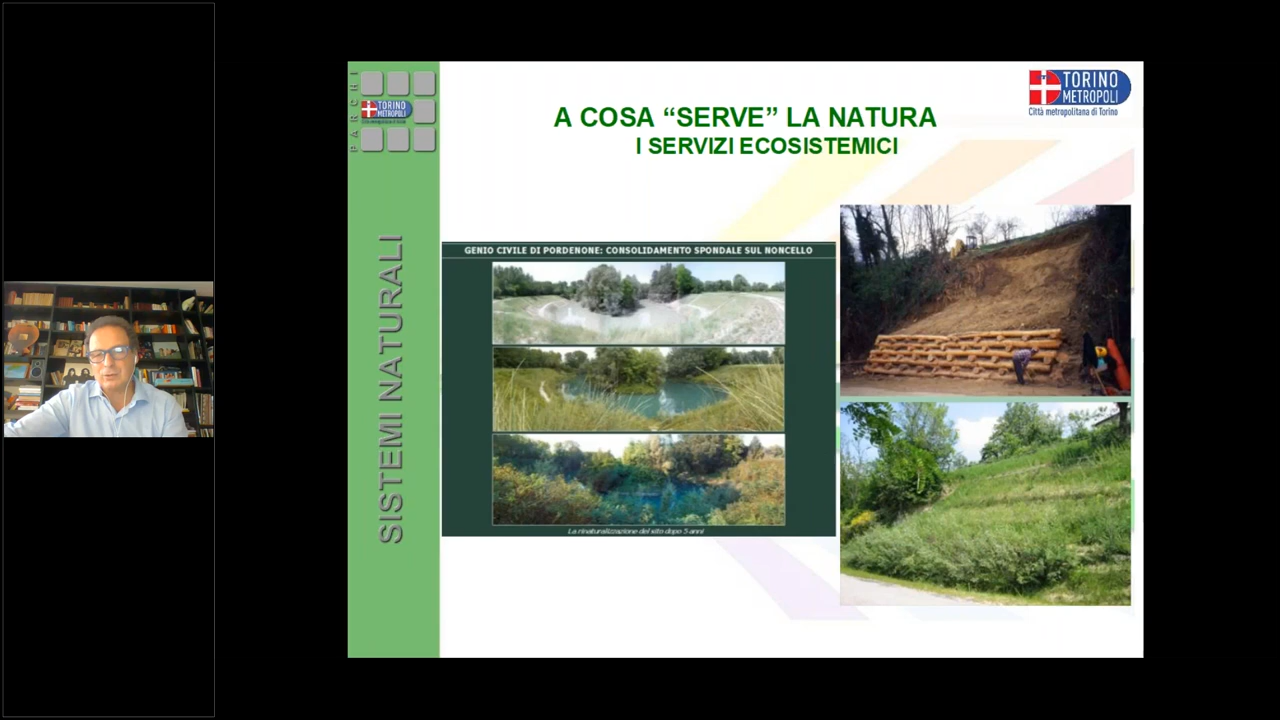 PARCHI
TORINO
METROPOLI
SISTEMI NATURALI
A COSA “SERVE” LA NATURA
I SERVIZI ECOSISTEMICI
TORINO
METROPOLI
Città metropolitana di Torino
GENIO CIVILE DI PORDENONE: CONSOLIDAMENTO SPONDALE SUL NONCELLO
La rinaturalizzazione del sito dopo 5 anni